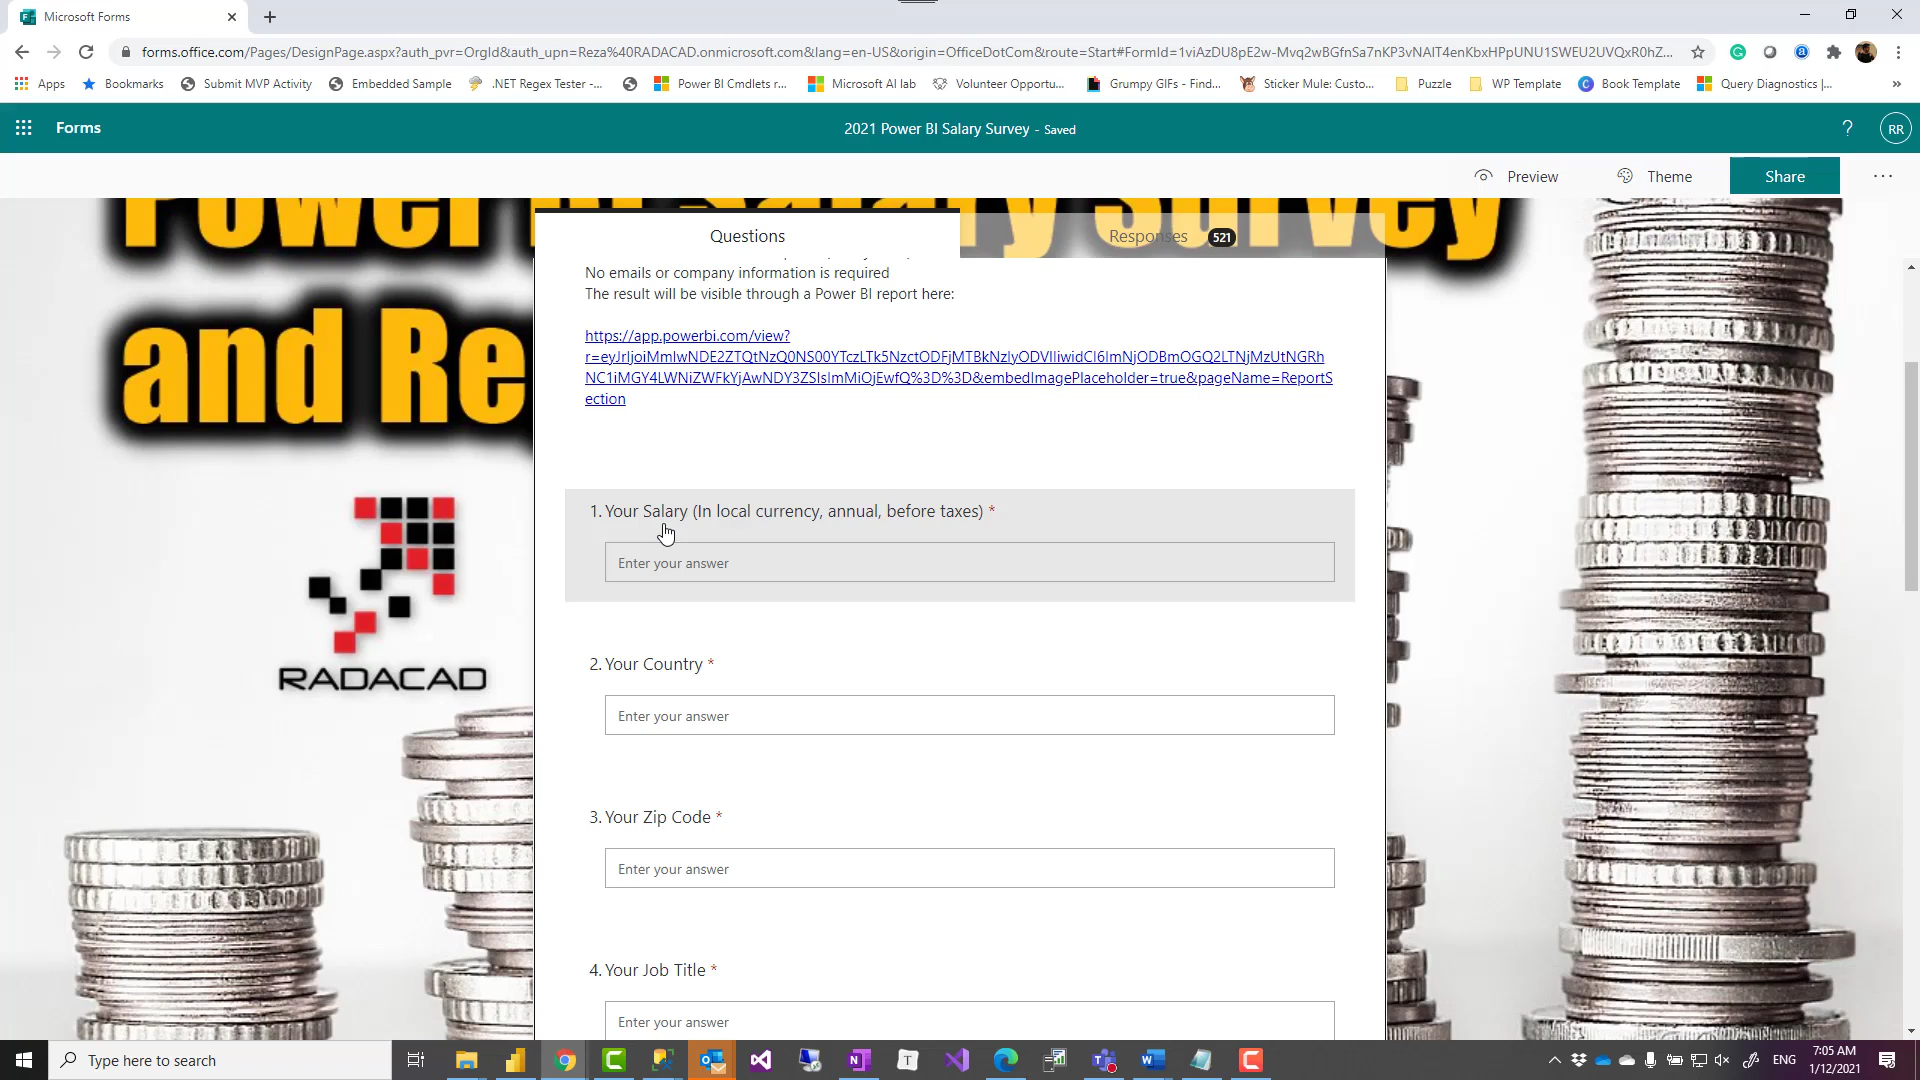 Microsoft Forms
forms.office.com/Pages/DesignPage.aspx?auth_pvr=OrgId&auth_upn=Reza%40RADACAD.onmicrosoft.com&lang=en-US&origin=OfficeDotCom&route=Start#FormId=
Apps
Bookmarks
Submit MVP Activity
Embedded Sample
.NET Regex Tester -...
Power BI Cmdlets r...
Microsoft AI lab
Volunteer Opportu...
Grumpy GIFs - Find...
Sticker Mule: Custo...
Puzzle
WP Template
Book Template
Query Diagnostics |...
Forms
2021 Power BI Salary Survey - Saved
?
RR
Preview
Theme
Share
Power BI Salary Survey
and
Questions
Responses 521
No emails or company information is required
The result will be visible through a Power BI report here:
https://app.powerbi.com/view?
NC1iMGY4LWNiZWFkYjAwNDY3ZSIsImMiOjEwfQ%3D%3D&embedImagePlaceholder=true&pageName=ReportS
ection
1. Your Salary (In local currency, annual, before taxes) *
Enter your answer
2. Your Country *
Enter your answer
3. Your Zip Code *
Enter your answer
4. Your Job Title *
Enter your answer
RADACAD
Type here to search
ENG
7:05 AM
1/12/2021